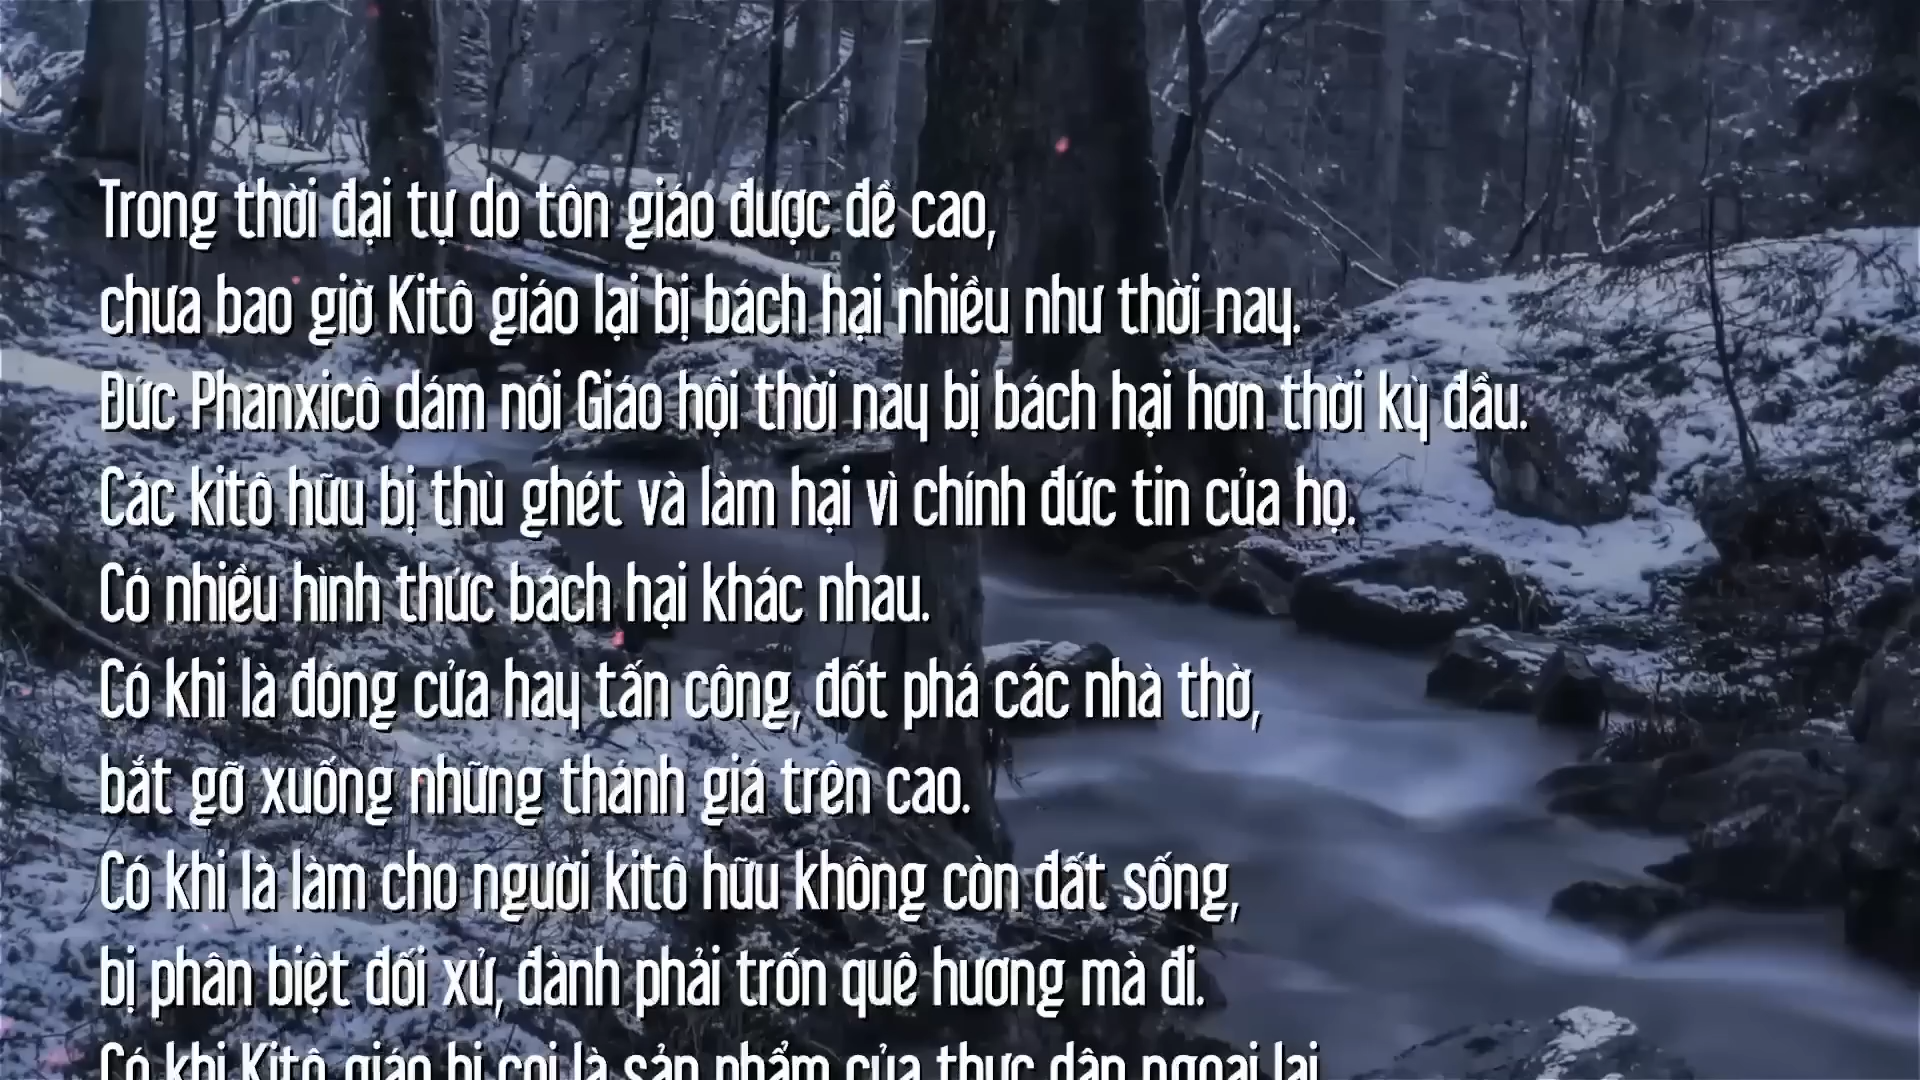 Trong thời đại tự do tôn giáo được đề cao,
chưa bao giờ Kitô giáo lại bị bách hại nhiều như thời nay.
Đức Phanxicô dám nói Giáo hội thời nay bị bách hại hơn thời kỳ đầu.
Các kitô hữu bị thù ghét và làm hại vì chính đức tin của họ.
Có nhiều hình thức bách hại khác nhau.
Có khi là đóng cửa hay tấn công, đốt phá các nhà thờ,
bắt gỡ xuống những thánh giá trên cao.
Có khi là làm cho người kitô hữu không còn đất sống,
bị phân biệt đối xử, đành phải trốn quê hương mà đi.
Có khi Kitô giáo bị coi là sản phẩm của thực dân ngoại lai